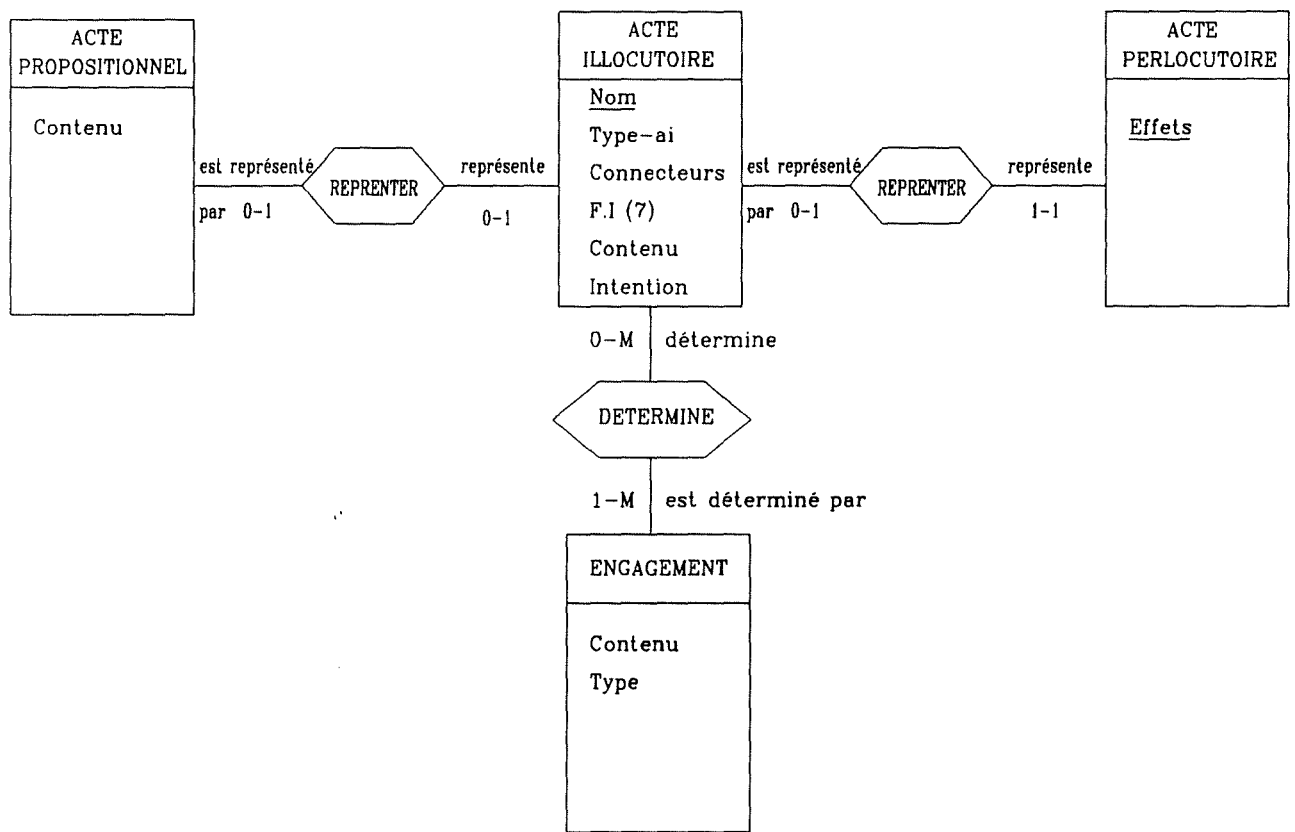 ACTE
PROPOSITIONNEL
Contenu
est représenté
par 0-1
REPRENTER
représente
0-1
ACTE
ILLOCUTOIRE
Nom
Type-ai
Connecteurs
F.I (7)
Contenu
Intention
est représenté
par 0-1
REPRENTER
représente
1-1
ACTE
PERLOCUTOIRE
Effets
0-M détermine
DETERMINE
1-M est déterminé par
ENGAGEMENT
Contenu
Type